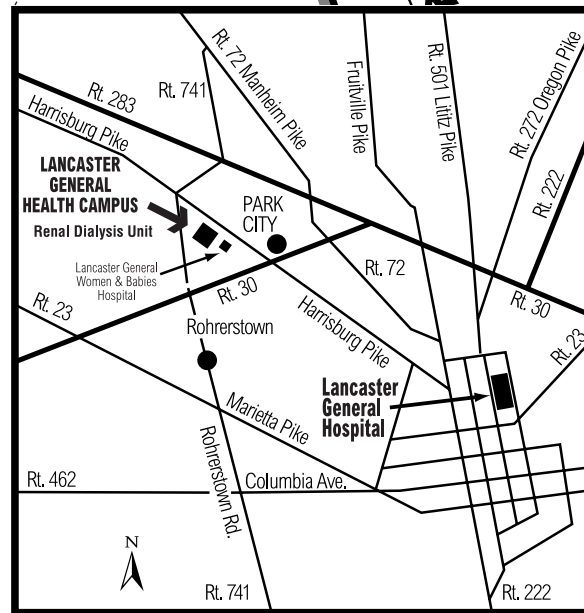 Rt. 283
Rt. 741
Rt. 72 Manheim Pike
Fruitville Pike
Rt. 501 Lititz Pike
Rt. 272 Oregon Pike
Rt. 222
Harrisburg Pike
LANCASTER
GENERAL
HEALTH CAMPUS
Renal Dialysis Unit
PARK
CITY
Lancaster General
Women & Babies
Hospital
Rt. 72
Rt. 30
Rt. 30
Rt. 23
Rt. 23
Rohrerstown
Harrisburg Pike
Lancaster
General
Hospital
Marietta Pike
Rohrerstown Rd.
Rt. 462
Columbia Ave.
N
Rt. 741
Rt. 222